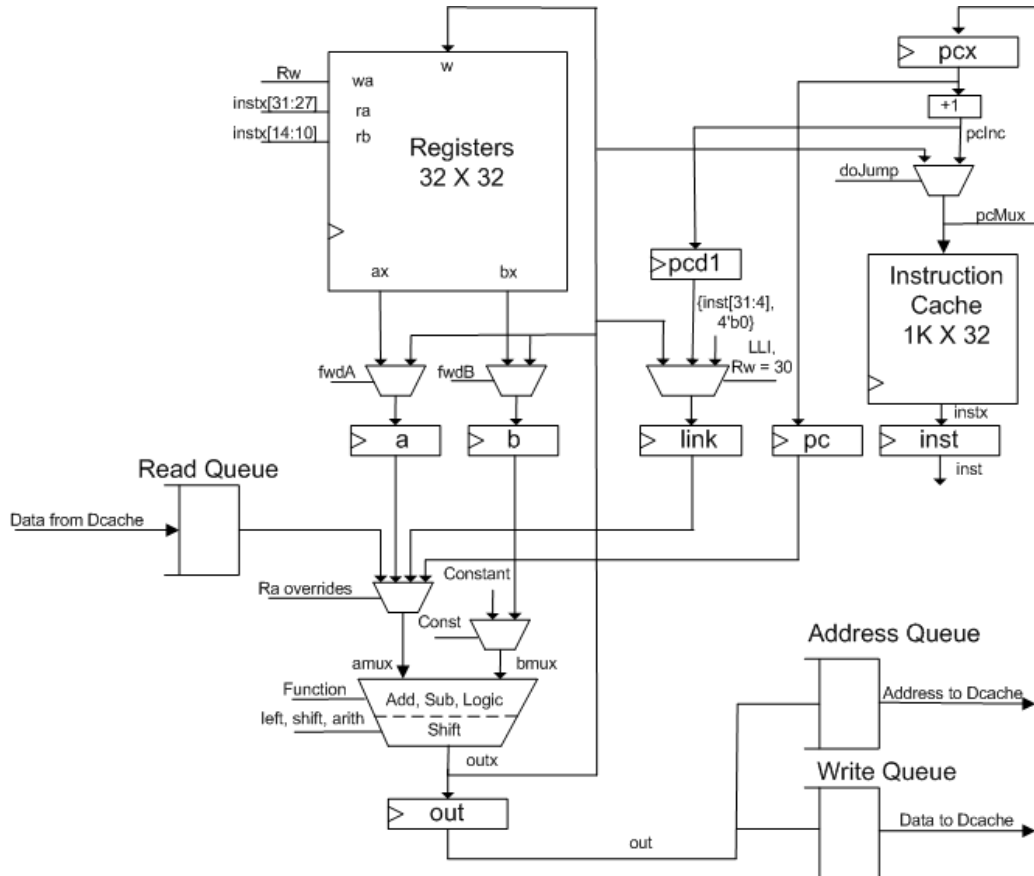 pcx
w
Rw
wa
instx[31:27]
ra
instx[14:10]
rb
Registers
32 X 32
+1
pcInc
doJump
pcMux
ax
bx
pcd1
{inst[31:4],
4'b0}
Instruction
Cache
1K X 32
fwdA
fwdB
LLI,
Rw = 30
instx
a
b
link
pc
inst
inst
Read Queue
Data from Dcache
Ra overrides
Constant
Const
amux
bmux
Function
Add, Sub, Logic
left, shift, arith
Shift
outx
out
out
Address Queue
Address to Dcache
Write Queue
Data to Dcache